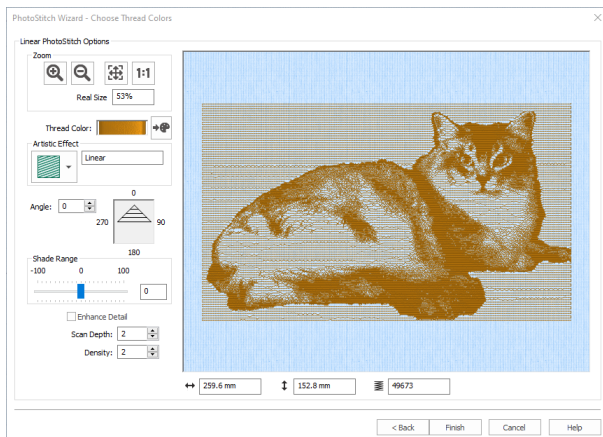 PhotoStitch Wizard - Choose Thread Colors
Linear PhotoStitch Options
Zoom
1:1
Real Size 53%
Thread Color:
Artistic Effect
Linear
0
Angle: 0
270 90
180
Shade Range
-100 0 100
0
Enhance Detail
Scan Depth: 2
Density: 2
259.6 mm 152.8 mm 49673
< Back Finish Cancel Help